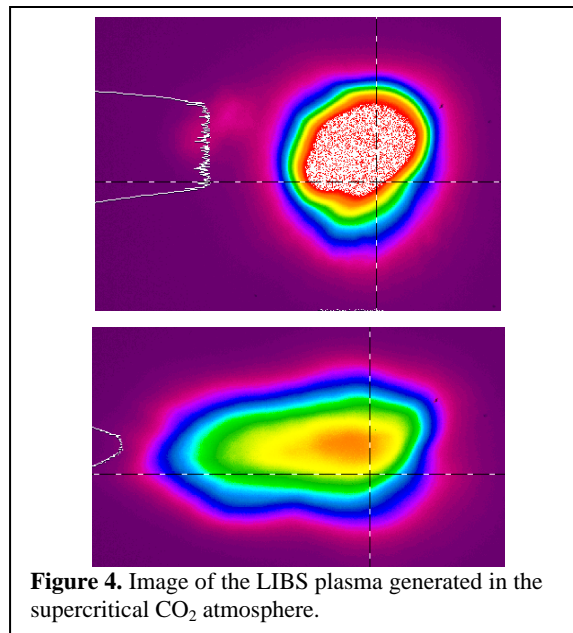 Figure 4. Image of the LIBS plasma generated in the
supercritical CO₂ atmosphere.